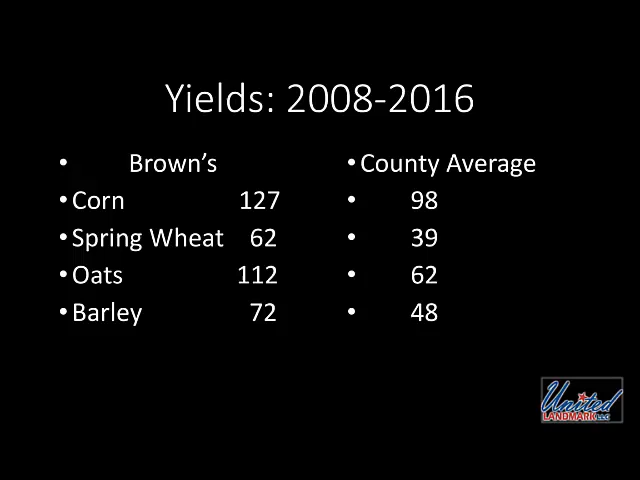 Yields: 2008-2016
• Brown's
• Corn 127
• Spring Wheat 62
• Oats 112
• Barley 72
• County Average
• 98
• 39
• 62
• 48
United
LANDMARK LLC